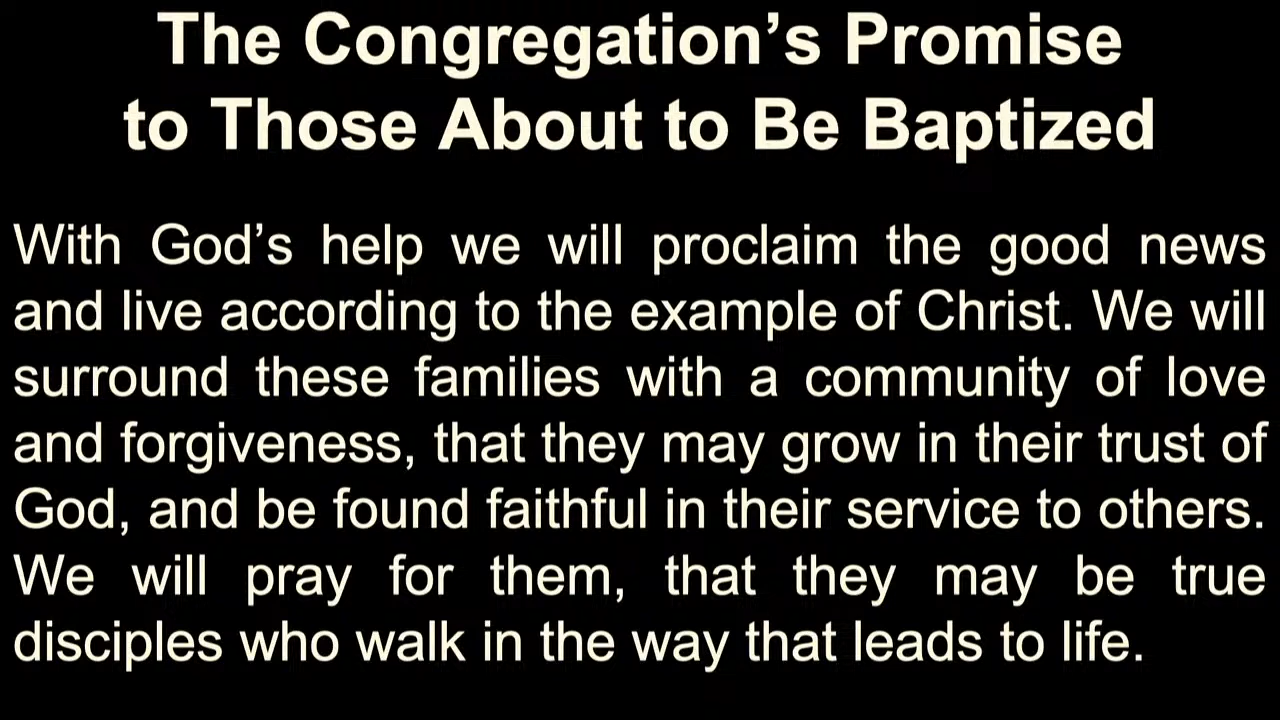 The Congregation’s Promise
to Those About to Be Baptized
With God’s help we will proclaim the good news
and live according to the example of Christ. We will
surround these families with a community of love
and forgiveness, that they may grow in their trust of
God, and be found faithful in their service to others.
We will pray for them, that they may be true
disciples who walk in the way that leads to life.